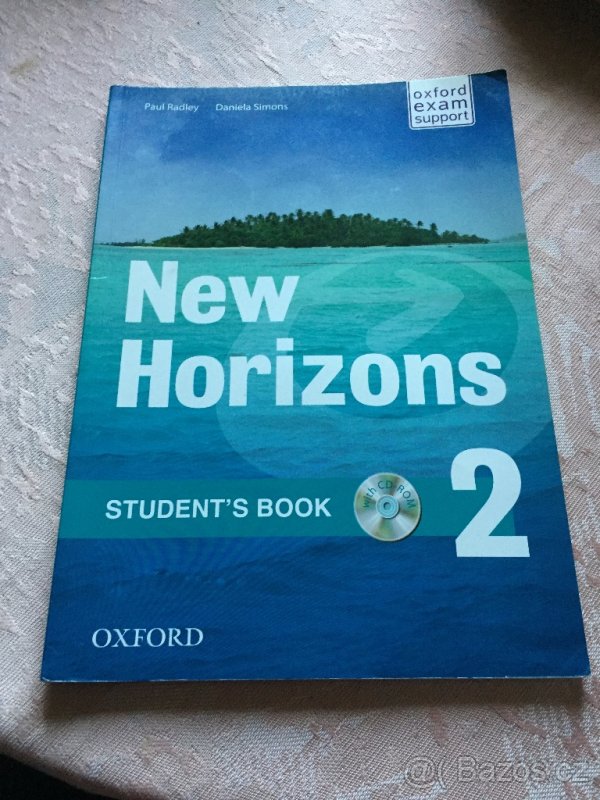 Paul Radley Daniela Simons
oxford
exam
support
New
Horizons
2
STUDENT'S BOOK
with CD-ROM
OXFORD
@( Bazos.cz